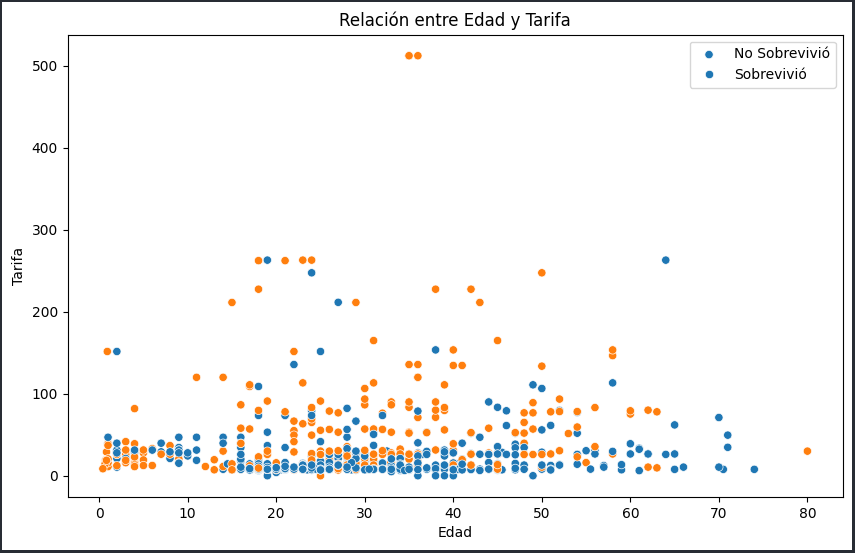 Relación entre Edad y Tarifa
No Sobrevivió
Sobrevivió
500
400
300
200
100
0
Tarifa
0 10 20 30 40 50 60 70 80
Edad